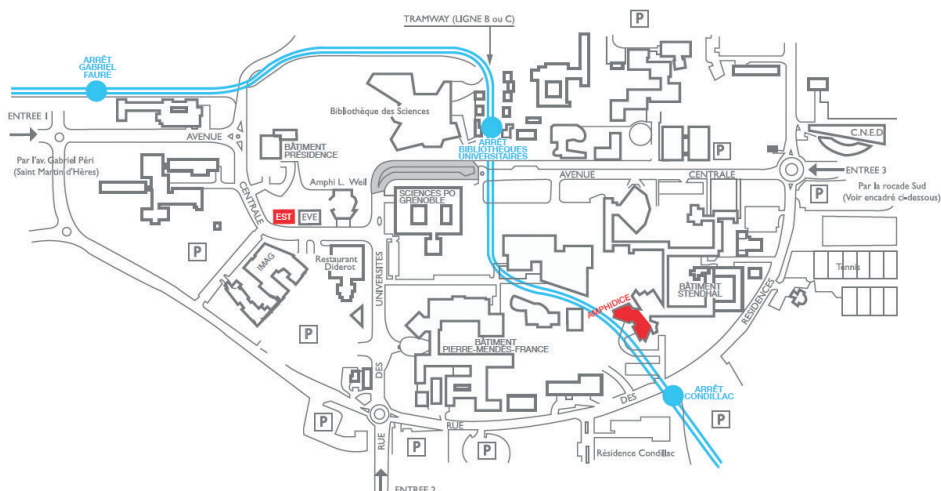 TRAMWAY (LIGNE B ou C)
P
ARRÊT
GABRIEL
FAURÉ
ENTREE 1
AVENUE
Bibliothèque des Sciences
ARRÊT
BIBLIOTHÈQUES
UNIVERSITAIRES
C.N.E.D
BÂTIMENT
PRÉSIDENCE
P
Par l'av. Gabriel Péri
(Saint Martin d'Hères)
CENTRALE
Amphi L. Weil
AVENUE
CENTRALE
ENTREE 3
SCIENCES PO
GRENOBLE
P
Par la rocade Sud
(Voir encadré ci-dessous)
EST
EVE
P
IMAG
Restaurant
Diderot
UNIVERSITES
Tennis
BÂTIMENT
STENDHAL
RESIDENCES
AMPHIDICE
P
BÂTIMENT
PIERRE-MENDÈS-FRANCE
DES
ARRÊT
CONDILLAC
DES
P
P
RUE
P
P
RUE
P
Résidence Condillac
ENTREE 2